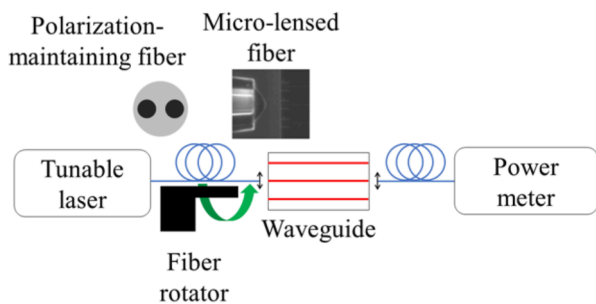 Polarization-
maintaining fiber
Micro-lensed
fiber
Tunable
laser
Fiber
rotator
Waveguide
Power
meter